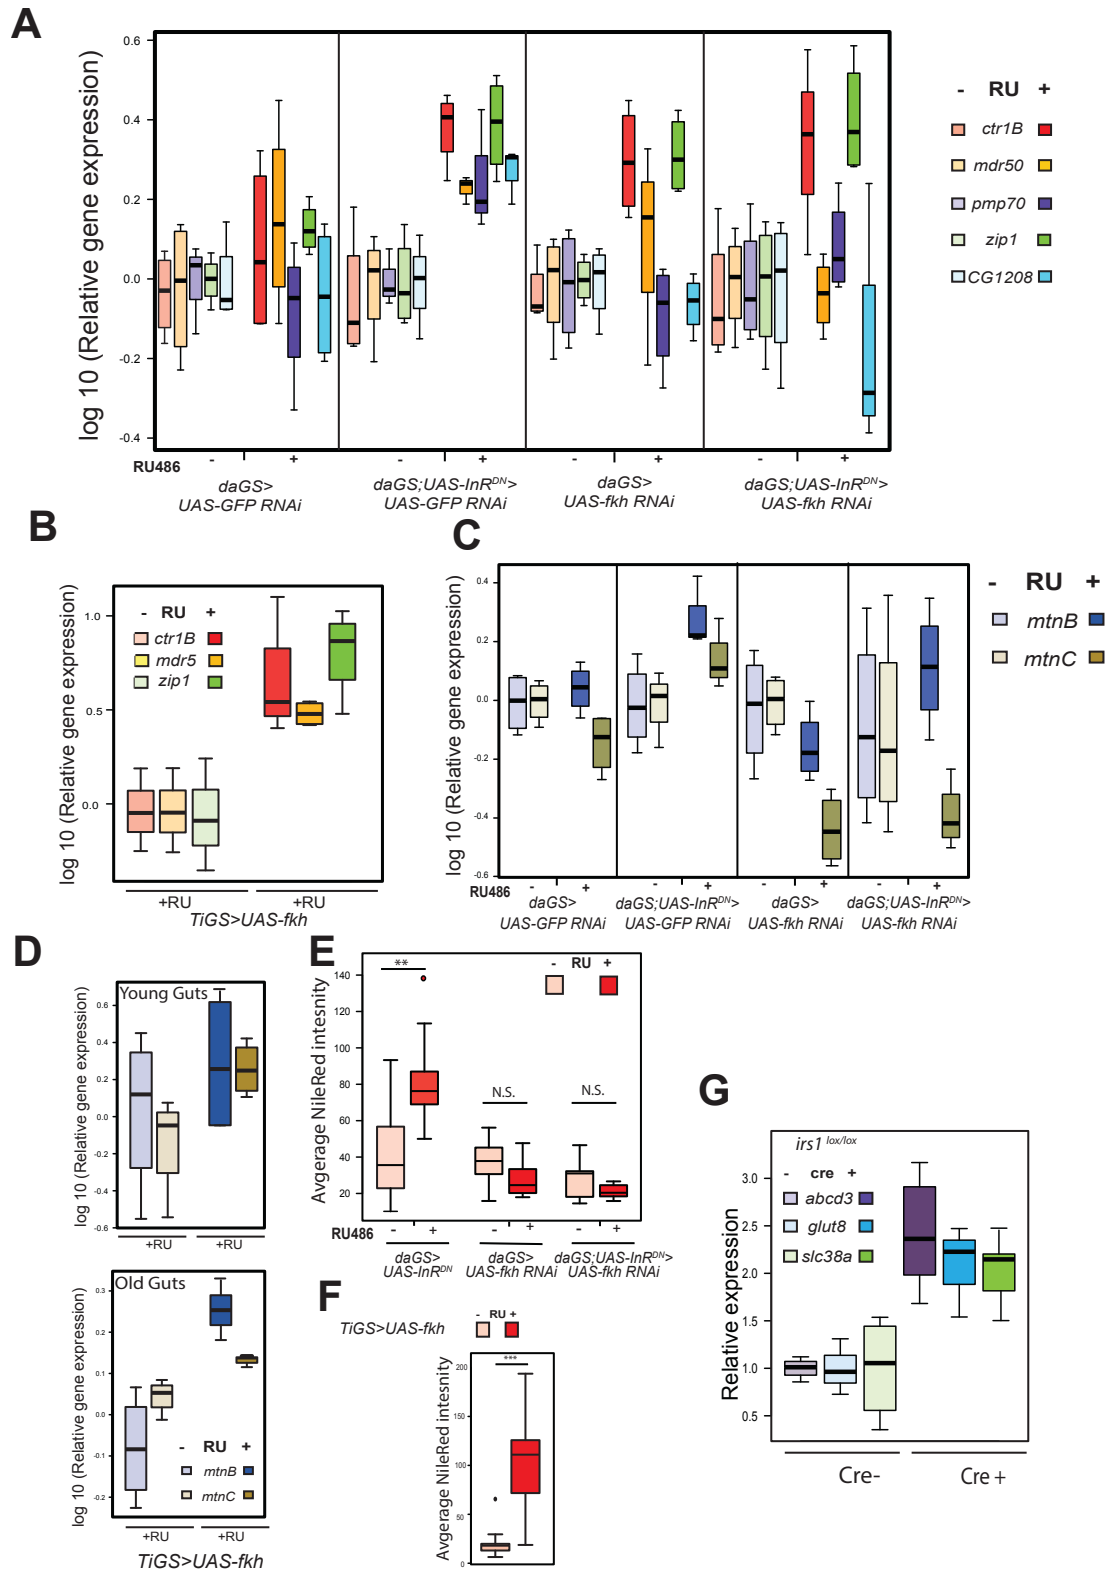 A
log 10 (Relative gene expression)
0.6
0.4
0.2
0.0
-0.2
-0.4
RU486 - + - + - + - +
daGS>
UAS-GFP RNAi
daGS;UAS-InR^DN>
UAS-GFP RNAi
daGS>
UAS-fkh RNAi
daGS;UAS-InR^DN>
UAS-fkh RNAi
- RU +
ctr1B
mdr50
pmp70
zip1
CG1208
B
log 10 (Relative gene expression)
1.0
0.5
0.0
- RU +
ctr1B
mdr5
zip1
+RU +RU
TiGS>UAS-fkh
C
log 10 (Relative gene expression)
0.4
0.2
0.0
-0.2
-0.4
-0.6
RU486 - + - + - + - +
daGS>
UAS-GFP RNAi
daGS;UAS-InR^DN>
UAS-GFP RNAi
daGS>
UAS-fkh RNAi
daGS;UAS-InR^DN>
UAS-fkh RNAi
- RU +
mtnB
mtnC
D
Young Guts
log 10 (Relative gene expression)
0.6
0.4
0.2
0.0
-0.2
-0.4
-0.6
+RU +RU
Old Guts
log 10 (Relative gene expression)
0.3
0.2
0.1
0.0
-0.1
-0.2
- RU +
mtnB
mtnC
+RU +RU
TiGS>UAS-fkh
E
Avgerage NileRed intesnity
140
120
100
80
60
40
20
- RU +
**
N.S.
N.S.
RU486 - + - + - +
daGS>
UAS-InR^DN
daGS>
UAS-fkh RNAi
daGS;UAS-InR^DN>
UAS-fkh RNAi
F
TiGS>UAS-fkh
- RU +
Avgerage NileRed intesnity
200
150
100
50
0
***
G
irs1 lox/lox
- cre +
abcd3
glut8
slc38a
Relative expression
3.0
2.5
2.0
1.5
1.0
0.5
Cre- Cre +